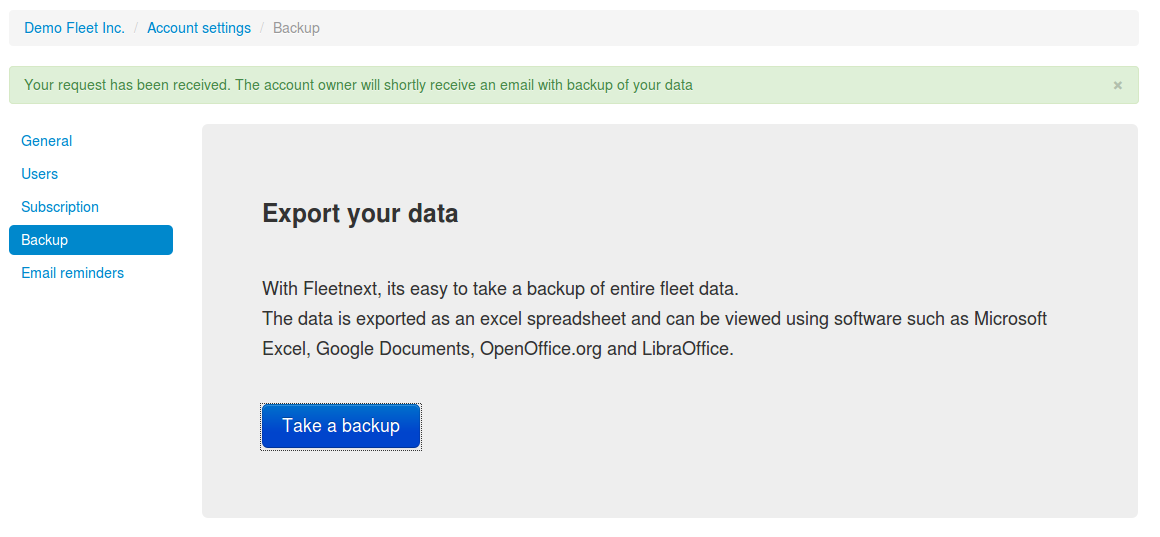 Demo Fleet Inc. / Account settings / Backup
Your request has been received. The account owner will shortly receive an email with backup of your data ×
General
Users
Subscription
Backup
Email reminders
Export your data
With Fleetnext, its easy to take a backup of entire fleet data.
The data is exported as an excel spreadsheet and can be viewed using software such as Microsoft
Excel, Google Documents, OpenOffice.org and LibraOffice.
Take a backup